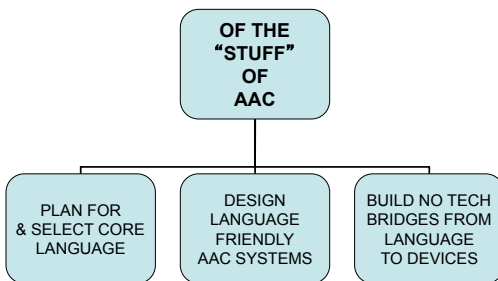 OF THE
“STUFF”
OF
AAC
PLAN FOR
& SELECT CORE
LANGUAGE
DESIGN
LANGUAGE
FRIENDLY
AAC SYSTEMS
BUILD NO TECH
BRIDGES FROM
LANGUAGE
TO DEVICES